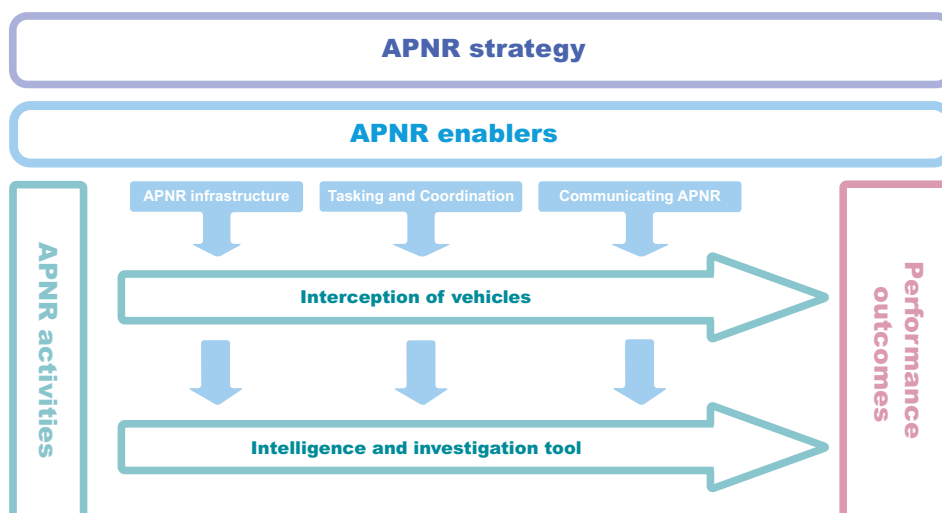 APNR strategy
APNR enablers
APNR infrastructure
Tasking and Coordination
Communicating APNR
APNR activities
Interception of vehicles
Intelligence and investigation tool
Performance
outcomes